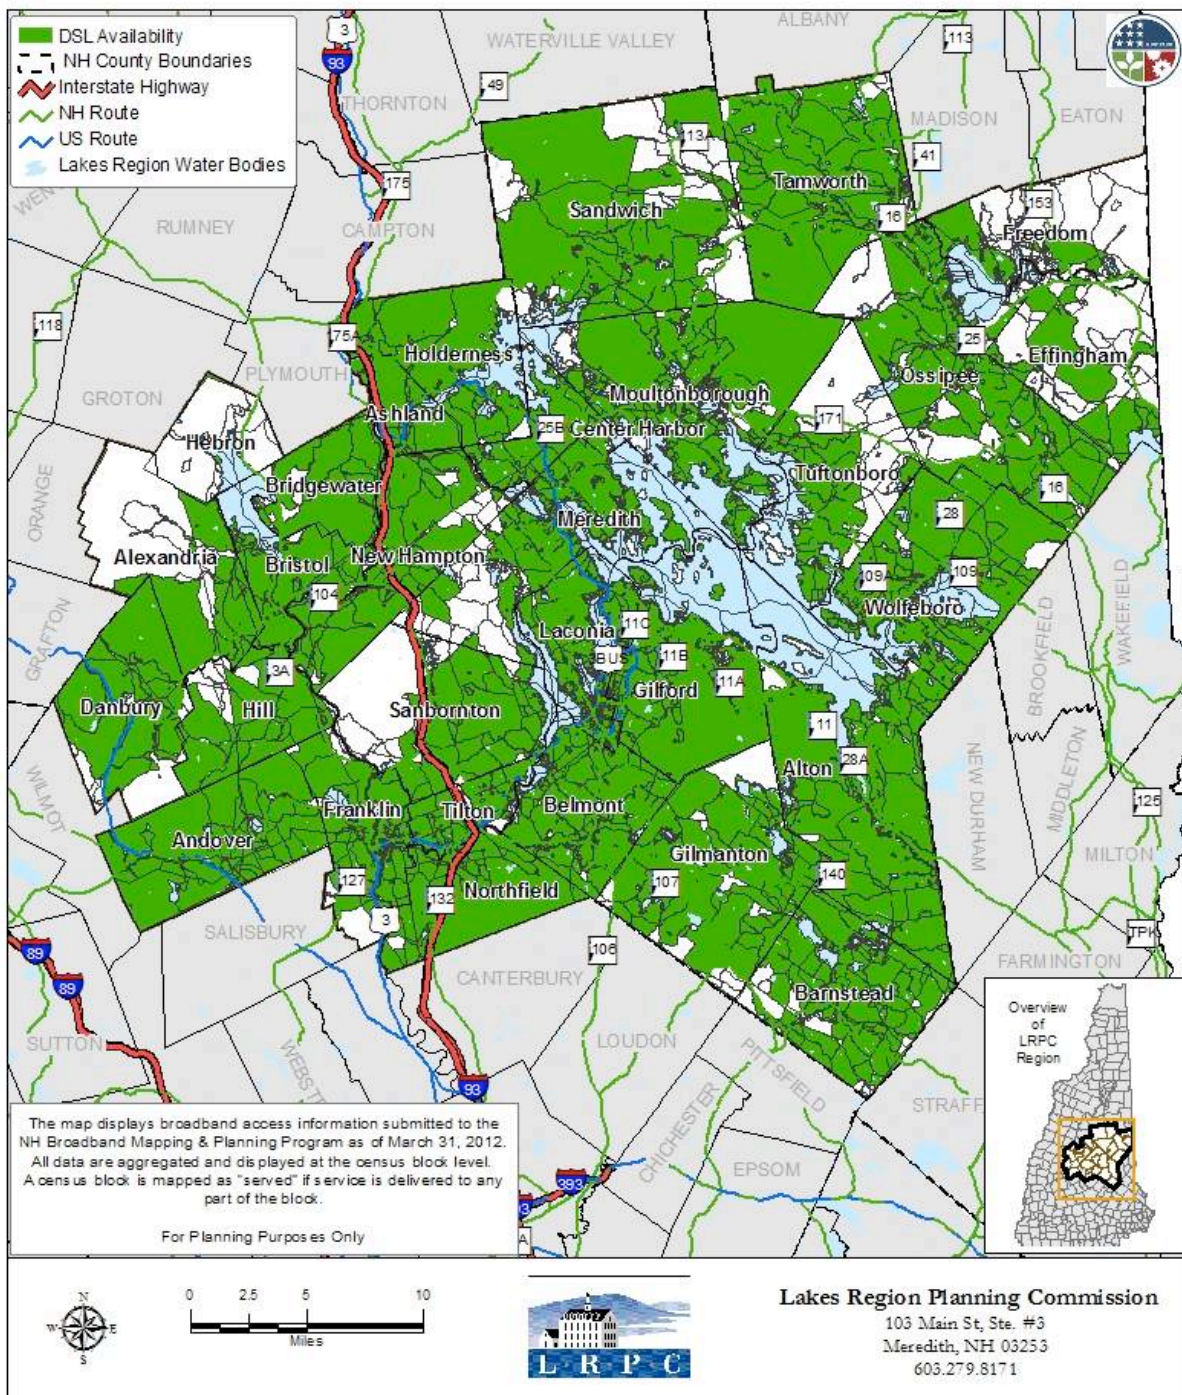 DSL Availability
NH County Boundaries
Interstate Highway
NH Route
US Route
Lakes Region Water Bodies
3
93
ALBANY
113
WATERVILLE VALLEY
49
THORNTON
MADISON
EATON
113A
41
175
Tamworth
153
Sandwich
16
Freedom
RUMNEY
CAMPTON
118
175A
25
Holderness
Effingham
PLYMOUTH
Ossipee
GROTON
Moultonborough
Ashland
171
25B
Center Harbor
Hebron
Tuftonboro
Bridgewater
16
ORANGE
28
Meredith
Alexandria
New Hampton
Bristol
109A
109
104
Wolfeboro
WAKEFIELD
BROOKFIELD
GRAFTON
Laconia
11C
3BUS
11B
3A
11A
Gilford
Danbury
Hill
Sanbornton
11
28A
NEW DURHAM
MIDDLETON
Alton
WILMOT
125
Franklin
Tilton
Belmont
Andover
Gilmanton
MILTON
127
107
140
132
Northfield
3
SALISBURY
TPK
89
106
89
CANTERBURY
FARMINGTON
Barnstead
SUTTON
LOUDON
PITTSFIELD
WEBST
93
CHICHESTER
STRAFF
EPSOM
393
Overview
of
LRPC
Region
The map displays broadband access information submitted to the
NH Broadband Mapping & Planning Program as of March 31, 2012.
All data are aggregated and displayed at the census block level.
A census block is mapped as "served" if service is delivered to any
part of the block.
For Planning Purposes Only
N
W E
S
0 2.5 5 10
Miles
LRPC
Lakes Region Planning Commission
103 Main St, Ste. #3
Meredith, NH 03253
603.279.8171